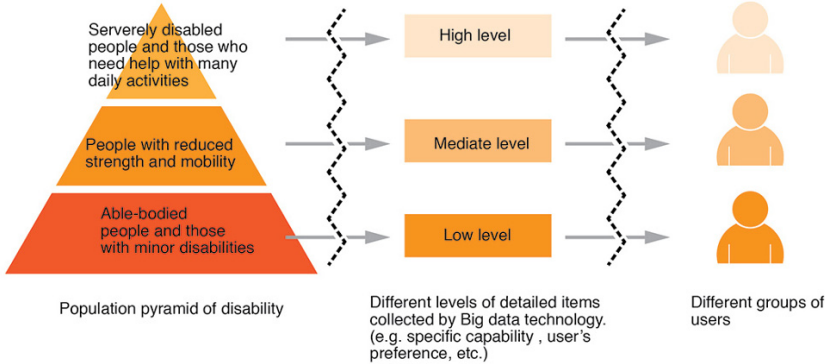 Serverely disabled
people and those who
need help with many
daily activities
High level
People with reduced
strength and mobility
Mediate level
Able-bodied
people and those
with minor disabilities
Low level
Population pyramid of disability
Different levels of detailed items
collected by Big data technology.
(e.g. specific capability , user's
preference, etc.)
Different groups of
users